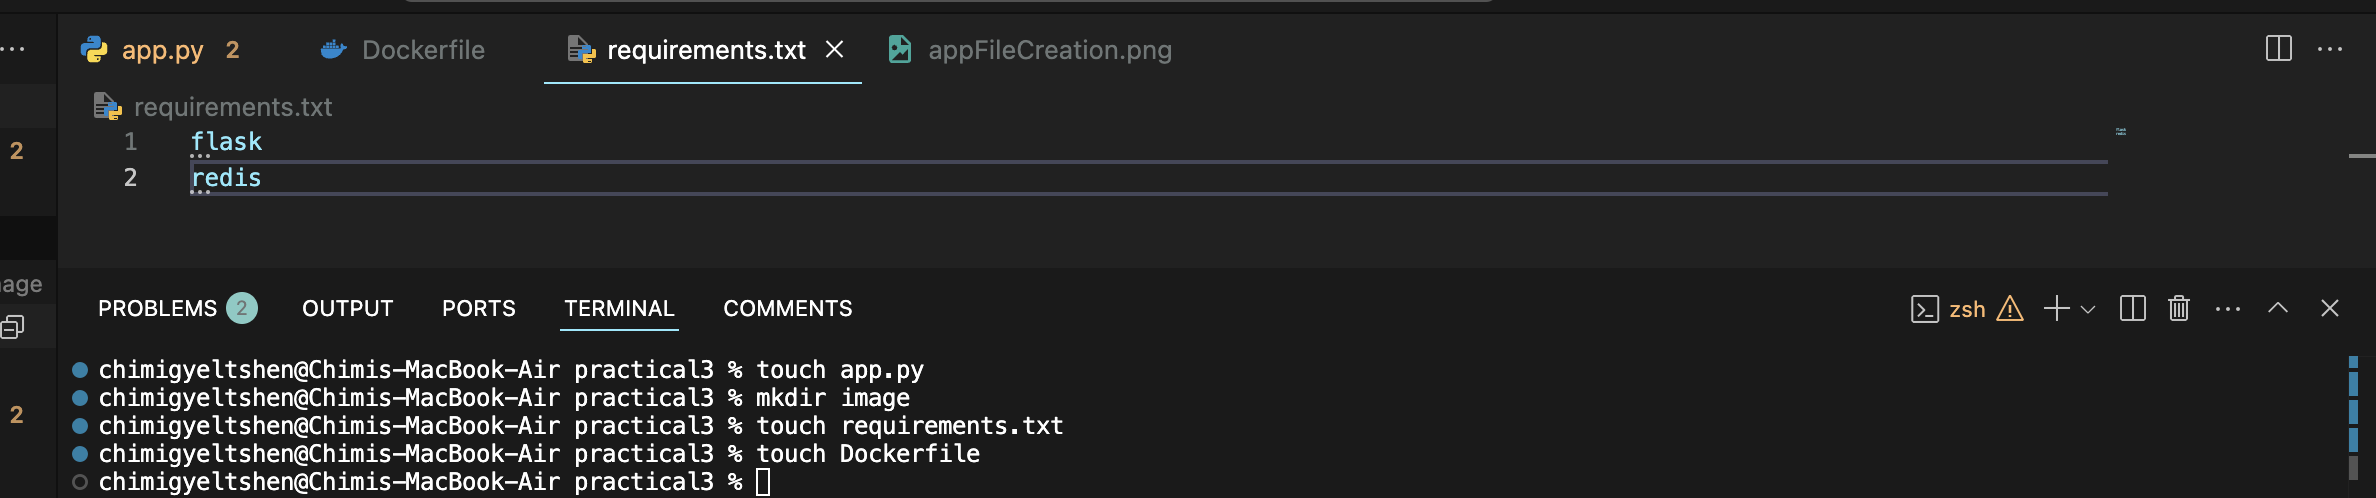 app.py 2 Dockerfile requirements.txt appFileCreation.png
requirements.txt
1 flask
2
2 redis
age
PROBLEMS 2 OUTPUT PORTS TERMINAL COMMENTS zsh
chimigyeltshen@Chimis-MacBook-Air practical3 % touch app.py
chimigyeltshen@Chimis-MacBook-Air practical3 % mkdir image
2
chimigyeltshen@Chimis-MacBook-Air practical3 % touch requirements.txt
chimigyeltshen@Chimis-MacBook-Air practical3 % touch Dockerfile
chimigyeltshen@Chimis-MacBook-Air practical3 %